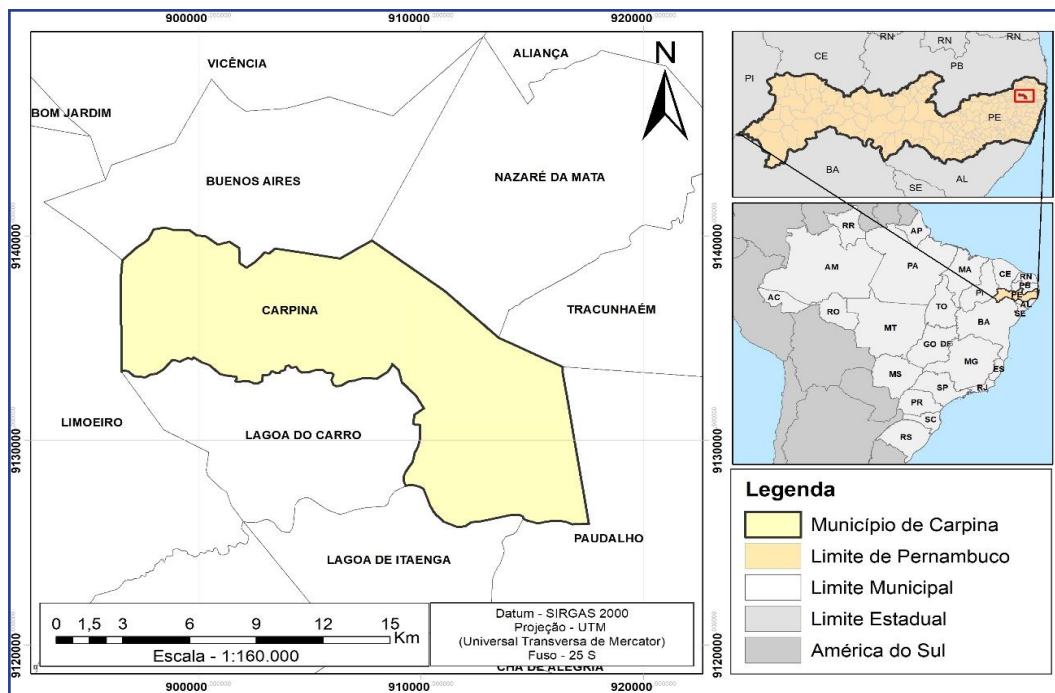 900000
910000
920000
VICÊNCIA
ALIANÇA
N
BOM JARDIM
BUENOS AIRES
NAZARÉ DA MATA
9140000
9140000
CARPINA
TRACUNHAÉM
LIMOEIRO
LAGOA DO CARRO
9130000
9130000
LAGOA DE ITAENGA
PAUDALHO
0 1,5 3 6 9 12 15
Km
Escala - 1:160.000
Datum - SIRGAS 2000
Projeção - UTM
(Universal Transversa de Mercator)
Fuso - 25 S
CHÃ DE ALEGRIA
9120000
9120000
900000
910000
920000
RN
RN
RN
CE
PB
PI
PE
BA
SE
AL
RR
AP
AM
PA
MA
CE
RN
PB
PI
PE
AL
SE
AC
RO
TO
BA
MT
GO
DF
MG
ES
MS
SP
RJ
PR
SC
RS
Legenda
Município de Carpina
Limite de Pernambuco
Limite Municipal
Limite Estadual
América do Sul